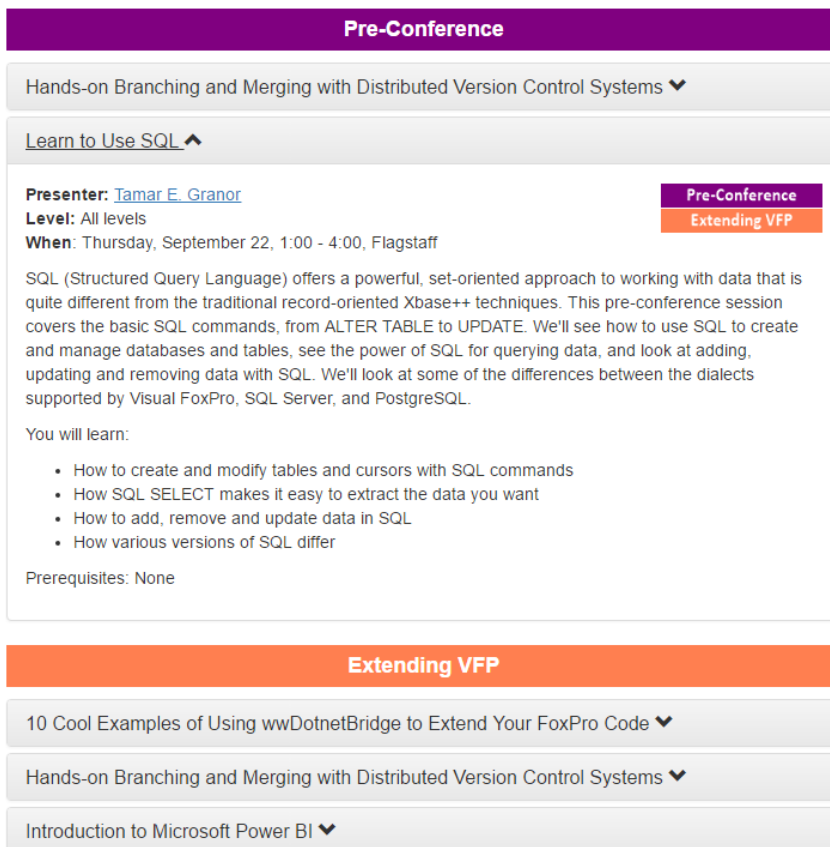 Pre-Conference
Hands-on Branching and Merging with Distributed Version Control Systems
Learn to Use SQL
Presenter: Tamar E. Granor
Pre-Conference
Level: All levels
Extending VFP
When: Thursday, September 22, 1:00 - 4:00, Flagstaff
SQL (Structured Query Language) offers a powerful, set-oriented approach to working with data that is
quite different from the traditional record-oriented Xbase++ techniques. This pre-conference session
covers the basic SQL commands, from ALTER TABLE to UPDATE. We'll see how to use SQL to create
and manage databases and tables, see the power of SQL for querying data, and look at adding,
updating and removing data with SQL. We'll look at some of the differences between the dialects
supported by Visual FoxPro, SQL Server, and PostgreSQL.
You will learn:
• How to create and modify tables and cursors with SQL commands
• How SQL SELECT makes it easy to extract the data you want
• How to add, remove and update data in SQL
• How various versions of SQL differ
Prerequisites: None
Extending VFP
10 Cool Examples of Using wwDotnetBridge to Extend Your FoxPro Code
Hands-on Branching and Merging with Distributed Version Control Systems
Introduction to Microsoft Power BI